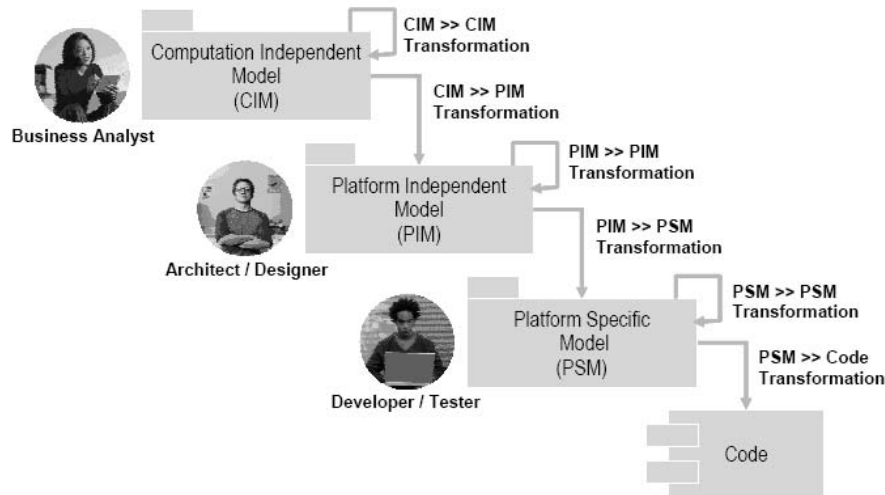 CIM >> CIM
Transformation
Computation Independent
Model
(CIM)
CIM >> PIM
Transformation
Business Analyst
PIM >> PIM
Transformation
Platform Independent
Model
(PIM)
PIM >> PSM
Transformation
Architect / Designer
PSM >> PSM
Transformation
Platform Specific
Model
(PSM)
PSM >> Code
Transformation
Developer / Tester
Code